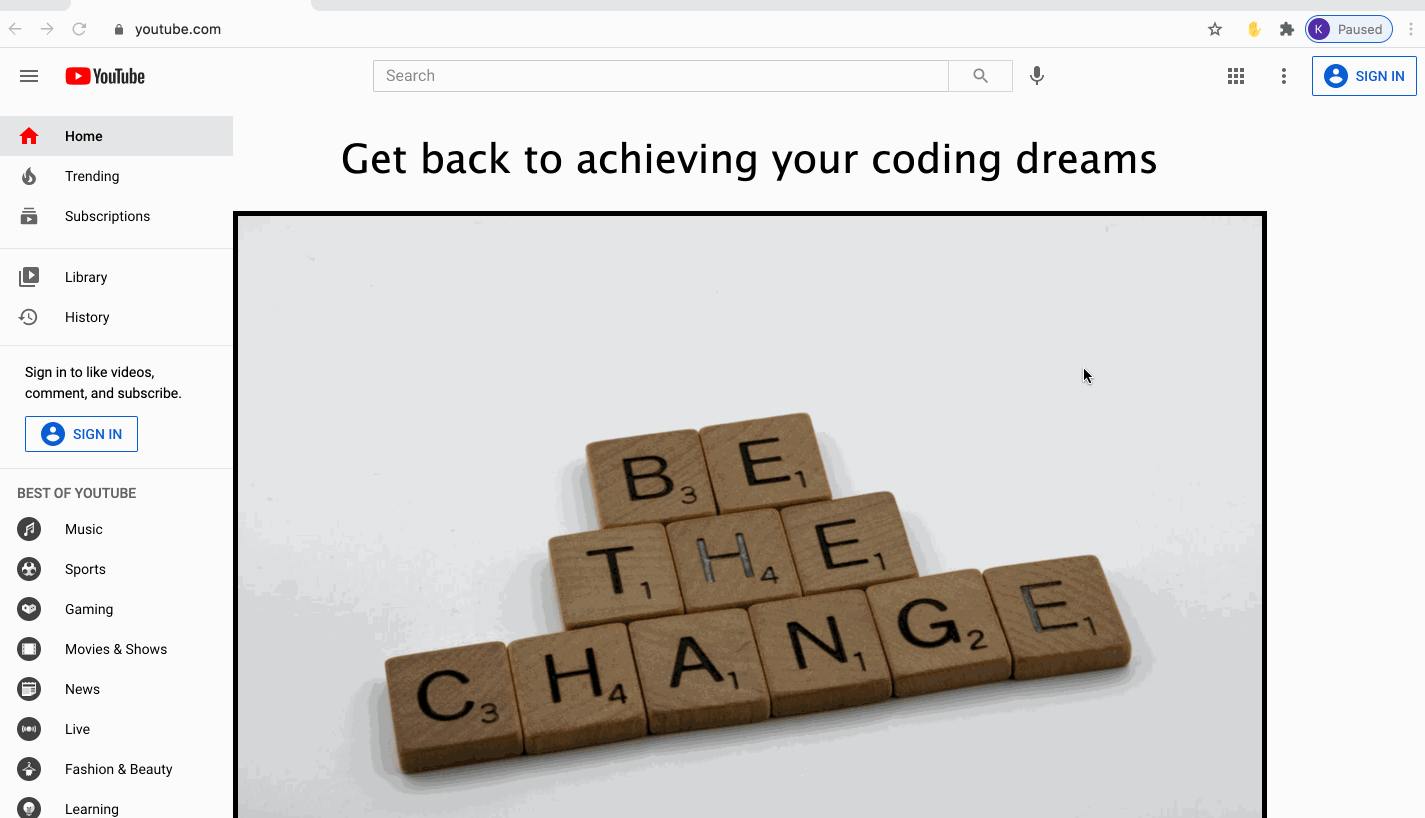 youtube.com
K Paused
YouTube
Search
SIGN IN
Home
Trending
Subscriptions
Library
History
Sign in to like videos,
comment, and subscribe.
SIGN IN
BEST OF YOUTUBE
Music
Sports
Gaming
Movies & Shows
News
Live
Fashion & Beauty
Learning
Get back to achieving your coding dreams
B3 E1
T1 H4 E1
C3 H4 A1 N1 G2 E1